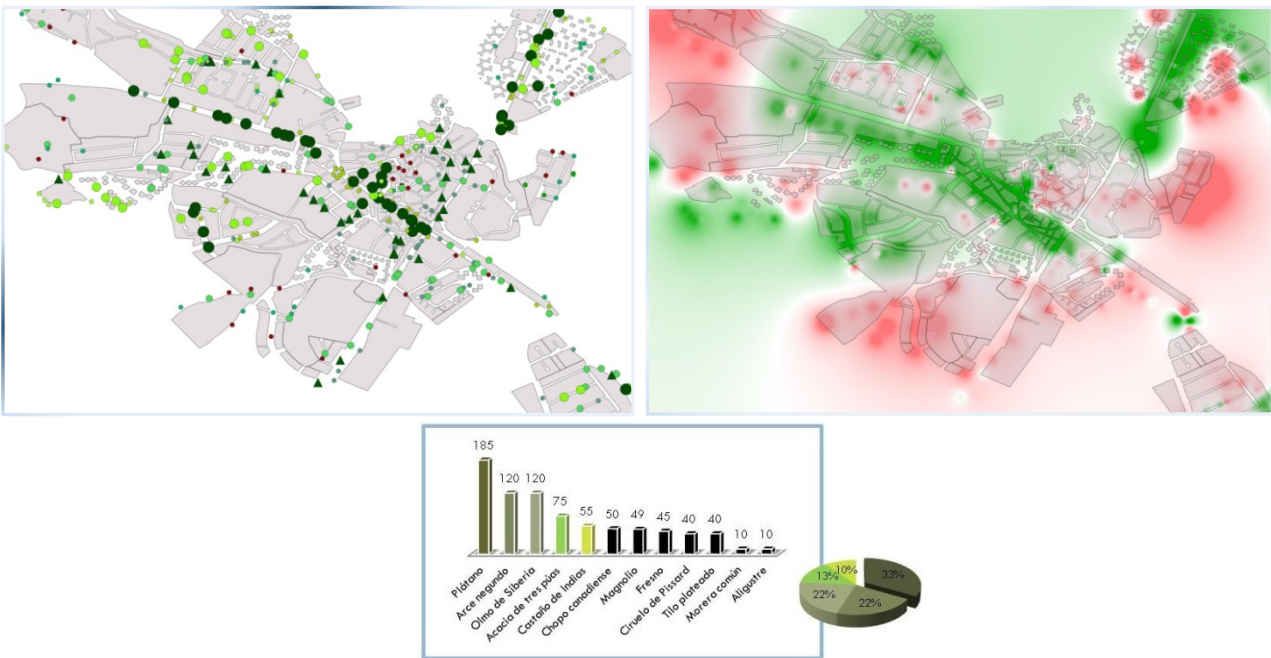 185
120 120
75
55 50 49 45 40 40
10 10
Plátano
Arce negundo
Olmo de Siberia
Acacia de tres púas
Castaño de Indias
Chopo canadiense
Magnolio
Fresno
Ciruelo de Pissard
Tilo plateado
Morera común
Aligustre
13% 10% 33%
22% 22%